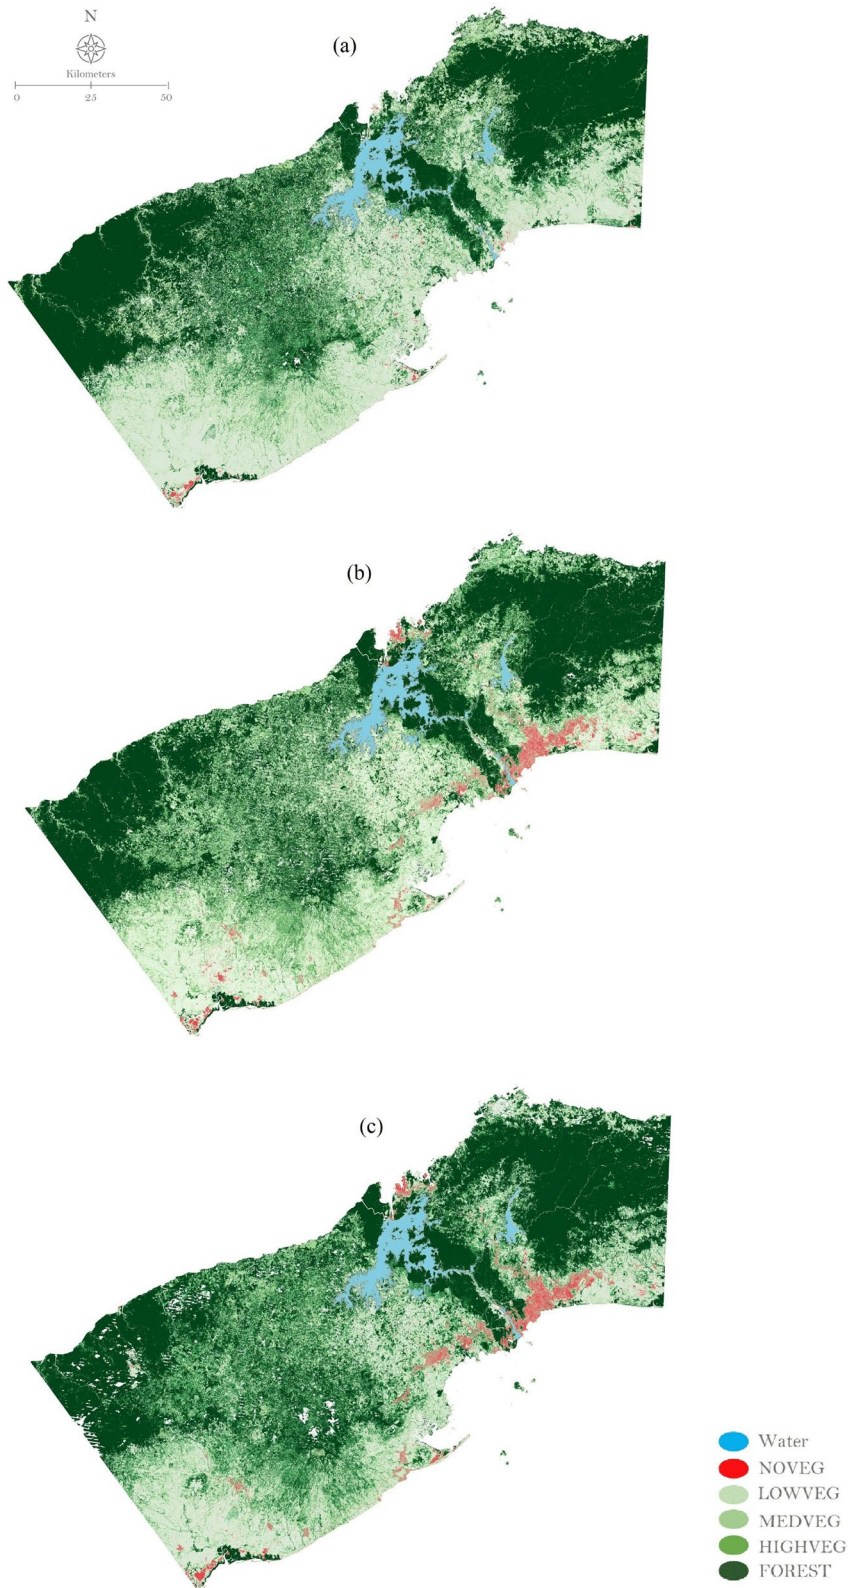 N
(a)
Kilometers
0 25 50
(b)
(c)
Water
NOVEG
LOWVEG
MEDVEG
HIGHVEG
FOREST